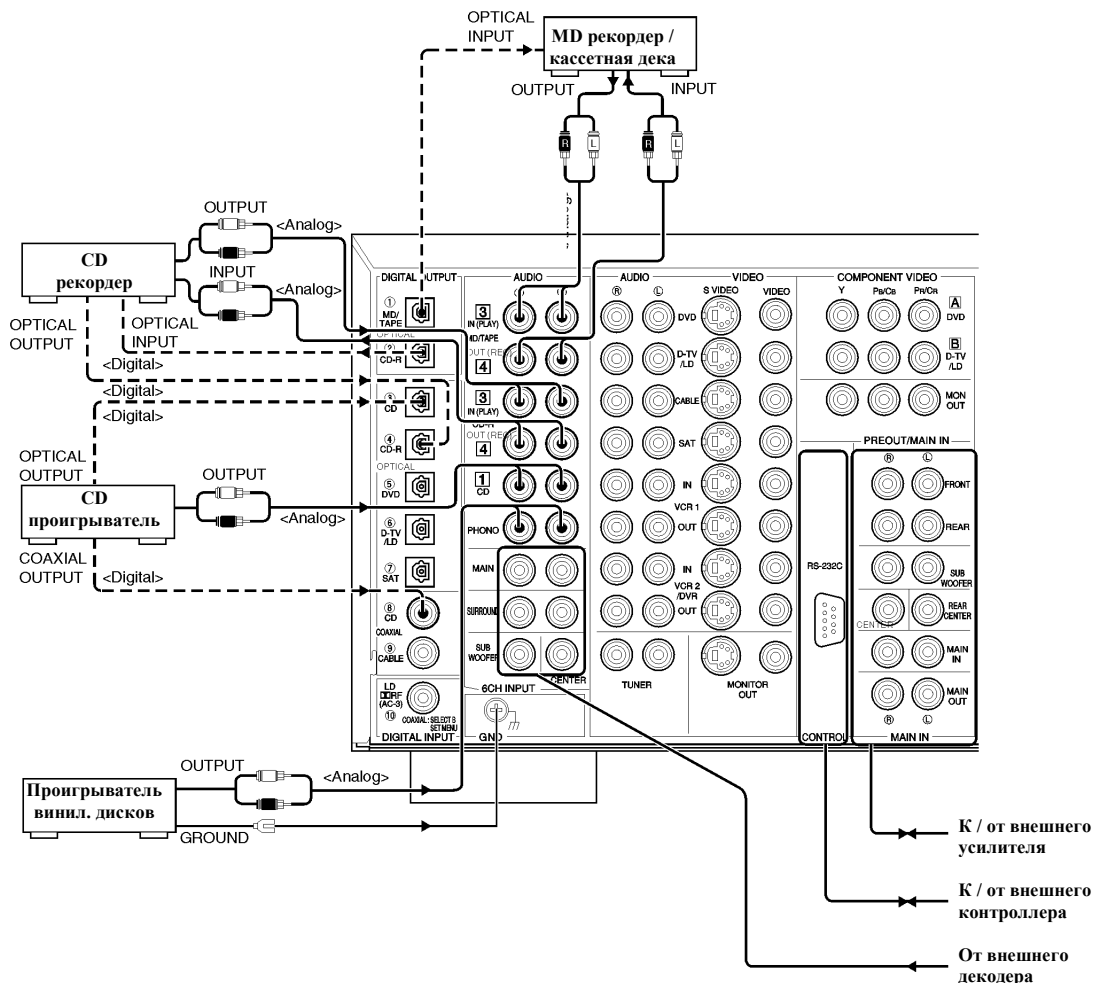 OPTICAL
INPUT
MD рекордер /
кассетная дека
OUTPUT
INPUT
R
L
R
L
OUTPUT
<Analog>
CD
рекордер
INPUT
<Analog>
OPTICAL
OUTPUT
OPTICAL
INPUT
<Digital>
<Digital>
<Digital>
OPTICAL
OUTPUT
CD
проигрыватель
OUTPUT
<Analog>
COAXIAL
OUTPUT
<Digital>
DIGITAL OUTPUT
①
MD/
TAPE
OPTICAL
②
CD-R
③
CD
④
CD-R
OPTICAL
⑤
DVD
⑥
D-TV
/LD
⑦
SAT
⑧
CD
COAXIAL
⑨
CABLE
LD
RF
(AC-3)
⑩
COAXIAL : SELECT B
SET MENU
DIGITAL INPUT
AUDIO
3
IN (PLAY)
MD/TAPE
OUT (REC)
4
3
IN (PLAY)
CD-R
OUT (REC)
4
1
CD
PHONO
MAIN
SURROUND
SUB
WOOFER
CENTER
6CH INPUT
GND
AUDIO
VIDEO
R
L
S VIDEO
VIDEO
DVD
D-TV
/LD
CABLE
SAT
IN
VCR 1
OUT
IN
VCR 2
/DVR
OUT
TUNER
MONITOR
OUT
COMPONENT VIDEO
Y
PB/CB
PR/CR
A
DVD
B
D-TV
/LD
MON
OUT
PREOUT/MAIN IN
R
L
FRONT
REAR
SUB
WOOFER
REAR
CENTER
CENTER
MAIN
IN
MAIN
OUT
R
L
RS-232C
CONTROL
MAIN IN
Проигрыватель
винил. дисков
OUTPUT
<Analog>
GROUND
К / от внешнего
усилителя
К / от внешнего
контроллера
От внешнего
декодера